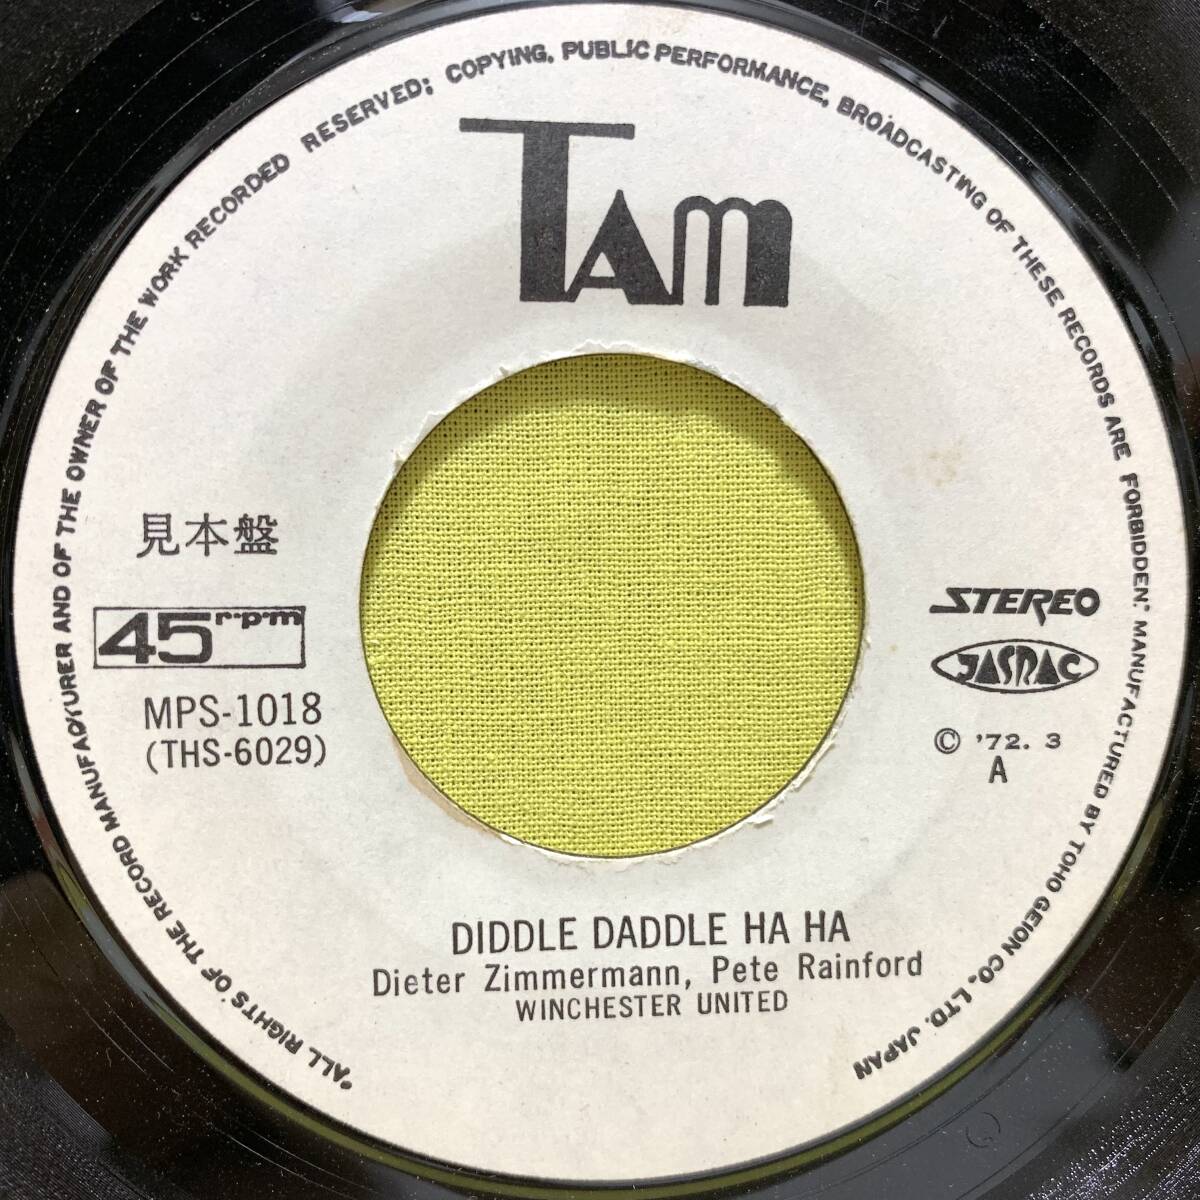 "ALL RIGHTS OF THE RECORD MANUFACYURER AND OF THE OWNER OF THE WORK RECORDED RESERVED; COPYING, PUBLIC PERFORMANCE, BROADCASTING OF THESE RECORDS ARE FORBIDDEN." MANUFACTURED BY TOHO GEION CO., LTD. JAPAN
TAM
見本盤
45 r·p·m
MPS-1018
(THS-6029)
STEREO
JASRAC
© '72. 3
A
DIDDLE DADDLE HA HA
Dieter Zimmermann, Pete Rainford
WINCHESTER UNITED